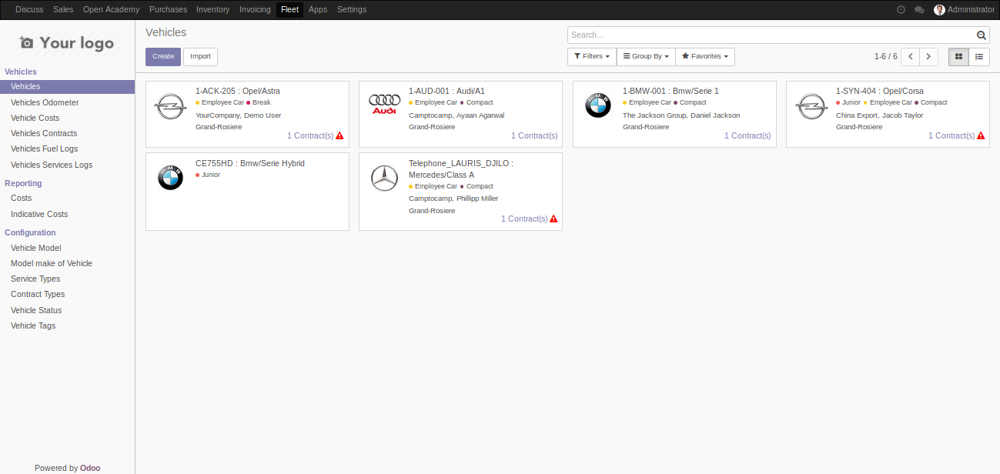 Discuss Sales Open Academy Purchases Inventory Invoicing Fleet Apps Settings Administrator
Your logo
Vehicles
Vehicles
Vehicles Odometer
Vehicle Costs
Vehicles Contracts
Vehicles Fuel Logs
Vehicles Services Logs
Reporting
Costs
Indicative Costs
Configuration
Vehicle Model
Model make of Vehicle
Service Types
Contract Types
Vehicle Status
Vehicle Tags
Powered by Odoo
Vehicles
Search...
Create Import
Filters Group By Favorites 1-6 / 6
1-ACK-205 : Opel/Astra
Employee Car Break
YourCompany, Demo User
Grand-Rosiere
1 Contract(s)
Audi
1-AUD-001 : Audi/A1
Employee Car Compact
Camptocamp, Ayaan Agarwal
Grand-Rosiere
1 Contract(s)
BMW
1-BMW-001 : Bmw/Serie 1
Employee Car Compact
The Jackson Group, Daniel Jackson
Grand-Rosiere
1 Contract(s)
1-SYN-404 : Opel/Corsa
Junior Employee Car Compact
China Export, Jacob Taylor
Grand-Rosiere
1 Contract(s)
BMW
CE755HD : Bmw/Serie Hybrid
Junior
Telephone_LAURIS_DJILO :
Mercedes/Class A
Employee Car Compact
Camptocamp, Phillipp Miller
Grand-Rosiere
1 Contract(s)